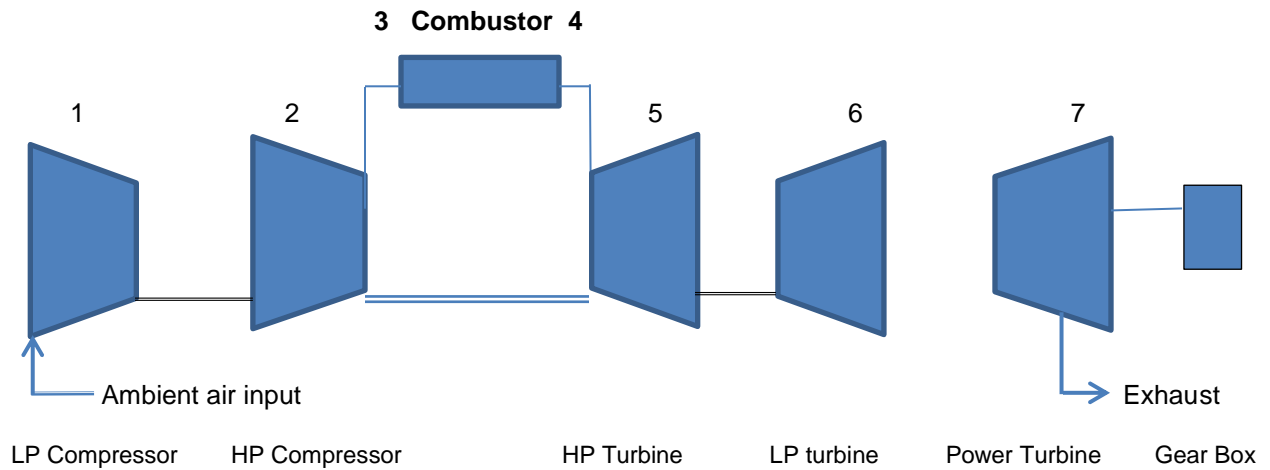 3 Combustor 4
1 2 5 6 7
Ambient air input Exhaust
LP Compressor HP Compressor HP Turbine LP turbine Power Turbine Gear Box